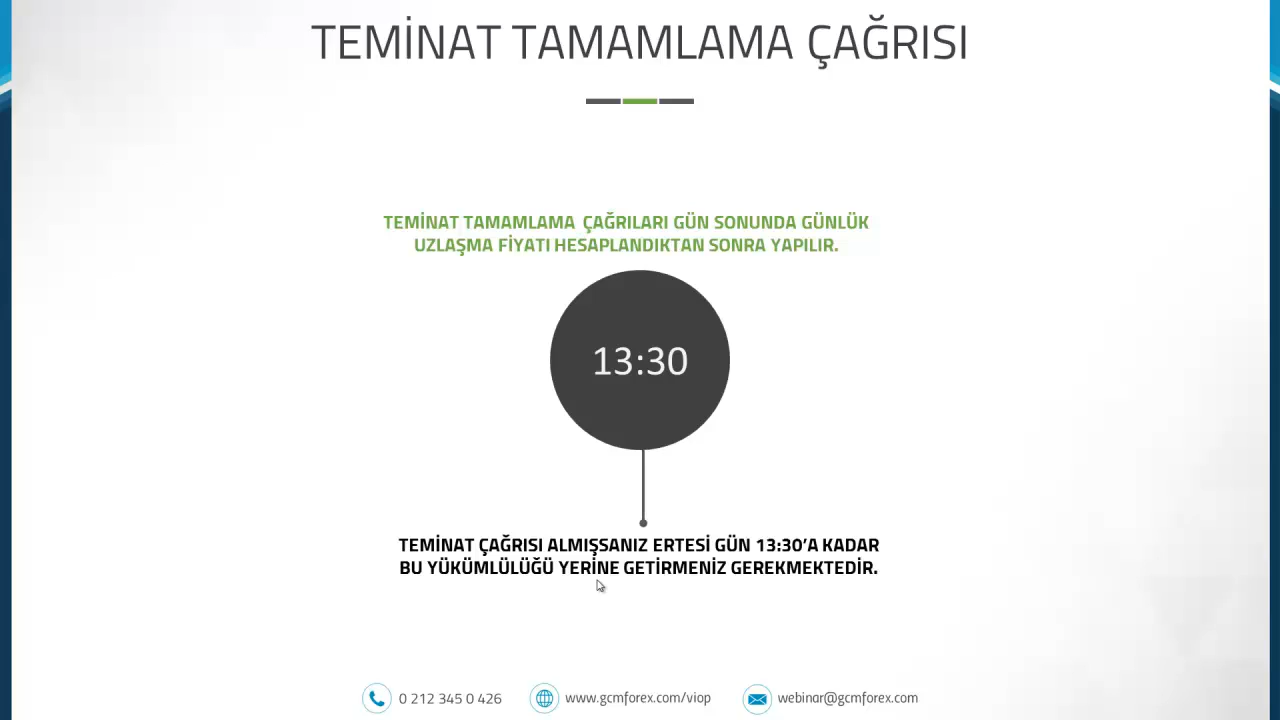 TEMİNAT TAMAMLAMA ÇAĞRISI
TEMİNAT TAMAMLAMA ÇAĞRILARI GÜN SONUNDA GÜNLÜK
UZLAŞMA FİYATI HESAPLANDIKTAN SONRA YAPILIR.
13:30
TEMİNAT ÇAĞRISI ALMIŞSANIZ ERTESİ GÜN 13:30’A KADAR
BU YÜKÜMLÜLÜĞÜ YERİNE GETİRMENİZ GEREKMEKTEDİR.
0 212 345 0 426 www.gcmforex.com/viop webinar@gcmforex.com